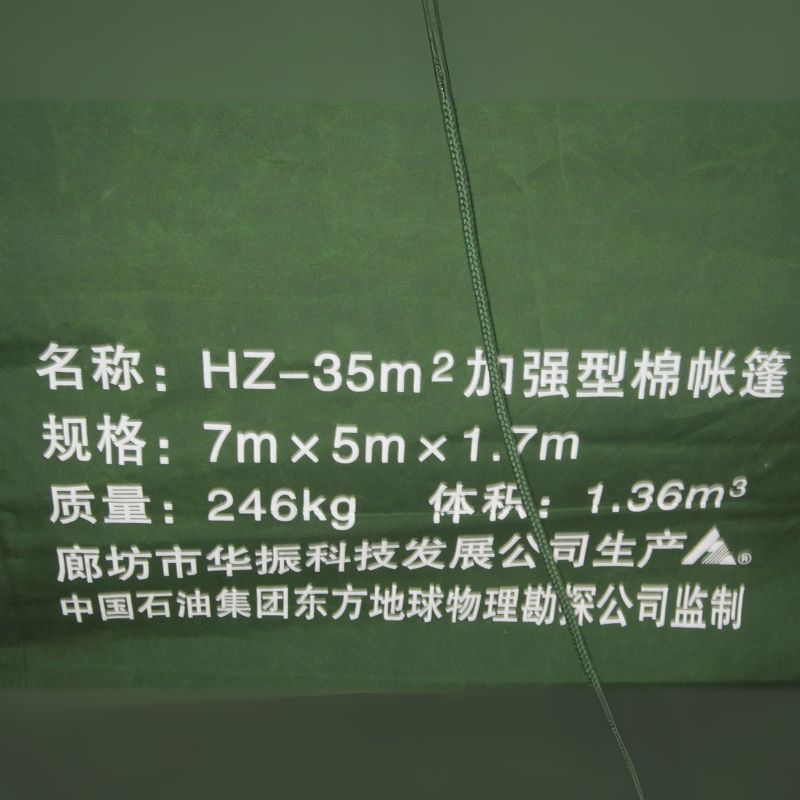 名称：HZ-35m²加强型棉帐篷
规格：7m×5m×1.7m
质量：246kg 体积：1.36m³
廊坊市华振科技发展公司生产®
中国石油集团东方地球物理勘探公司监制